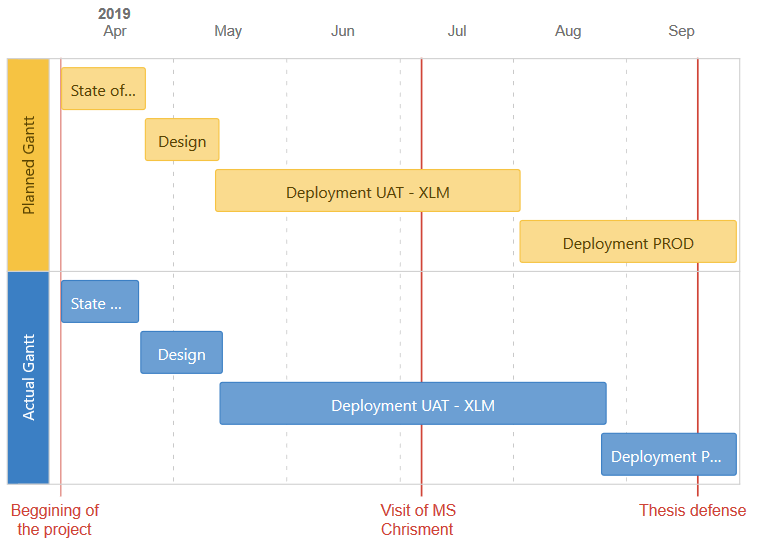 2019
Apr
May
Jun
Jul
Aug
Sep
Planned Gantt
State of...
Design
Deployment UAT - XLM
Deployment PROD
Actual Gantt
State ...
Design
Deployment UAT - XLM
Deployment P...
Beggining of
the project
Visit of MS
Chrisment
Thesis defense